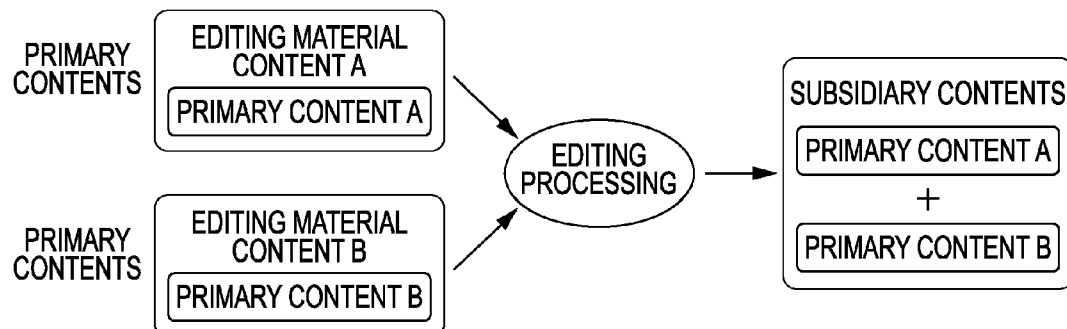 PRIMARY
CONTENTS
EDITING MATERIAL
CONTENT A
PRIMARY CONTENT A
PRIMARY
CONTENTS
EDITING MATERIAL
CONTENT B
PRIMARY CONTENT B
EDITING
PROCESSING
SUBSIDIARY CONTENTS
PRIMARY CONTENT A
+
PRIMARY CONTENT B